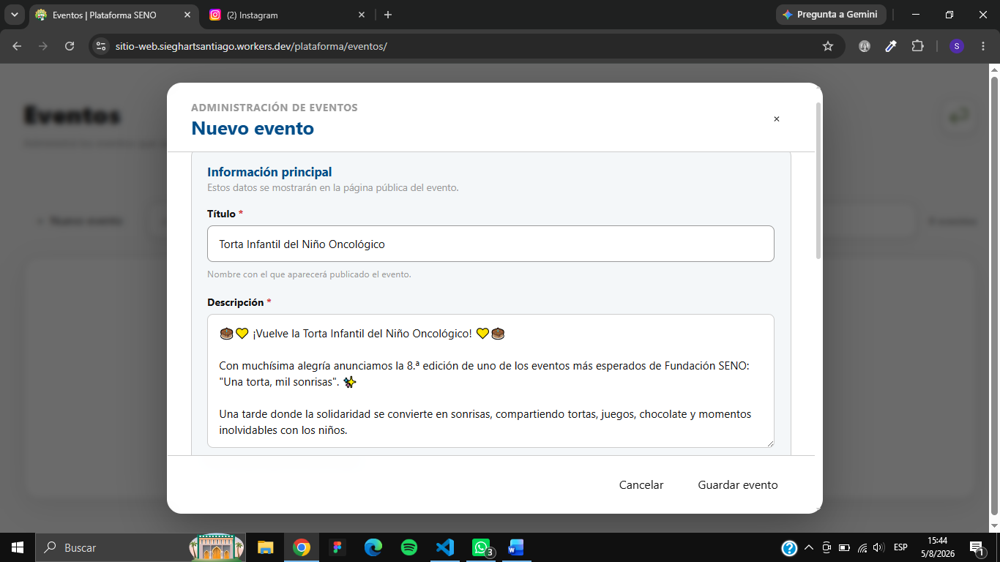 Eventos | Plataforma SENO
(2) Instagram
Pregunta a Gemini
sitio-web.sieghartsantiago.workers.dev/plataforma/eventos/
S
Eventos
Nuevo evento
ADMINISTRACIÓN DE EVENTOS
Nuevo evento
Información principal
Estos datos se mostrarán en la página pública del evento.
Título *
Torta Infantil del Niño Oncológico
Nombre con el que aparecerá publicado el evento.
Descripción *
🎂💛 ¡Vuelve la Torta Infantil del Niño Oncológico! 💛🎂
Con muchísima alegría anunciamos la 8.ª edición de uno de los eventos más esperados de Fundación SENO:
"Una torta, mil sonrisas". ✨
Una tarde donde la solidaridad se convierte en sonrisas, compartiendo tortas, juegos, chocolate y momentos
inolvidables con los niños.
Cancelar
Guardar evento
Buscar
3
ESP
15:44
5/8/2026
1